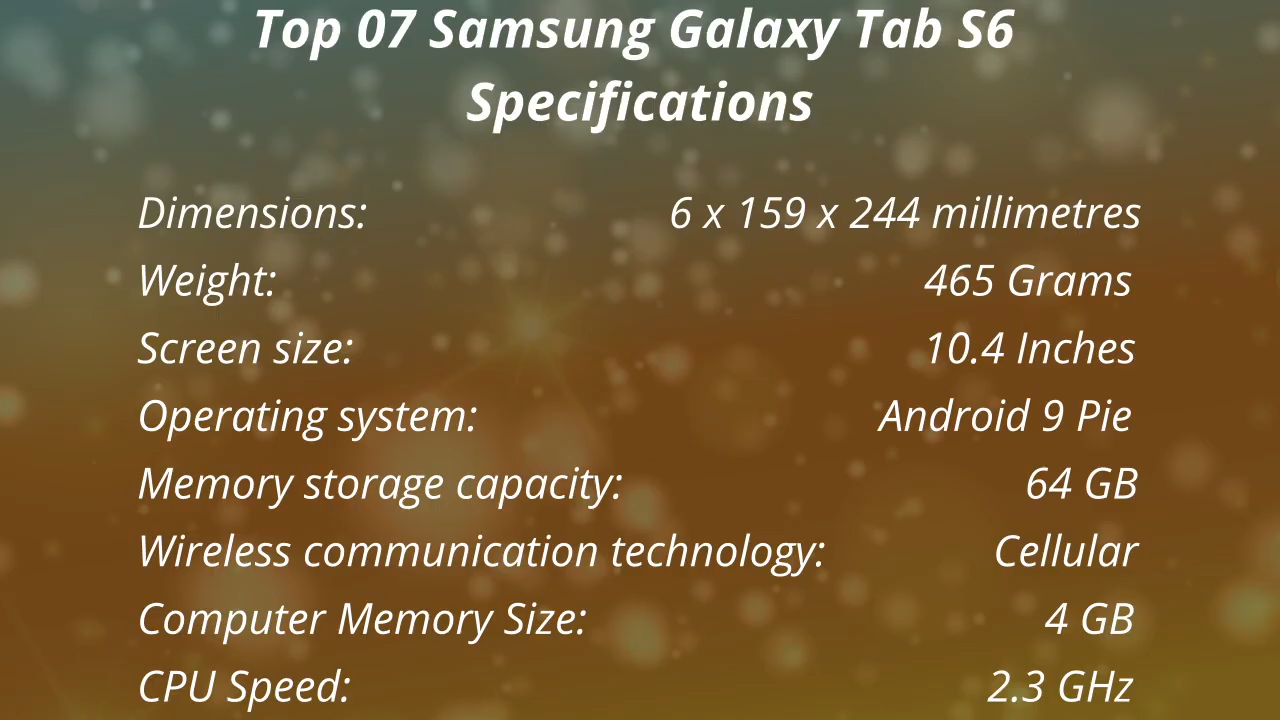 Top 07 Samsung Galaxy Tab S6
Specifications
Dimensions: 6 x 159 x 244 millimetres
Weight: 465 Grams
Screen size: 10.4 Inches
Operating system: Android 9 Pie
Memory storage capacity: 64 GB
Wireless communication technology: Cellular
Computer Memory Size: 4 GB
CPU Speed: 2.3 GHz